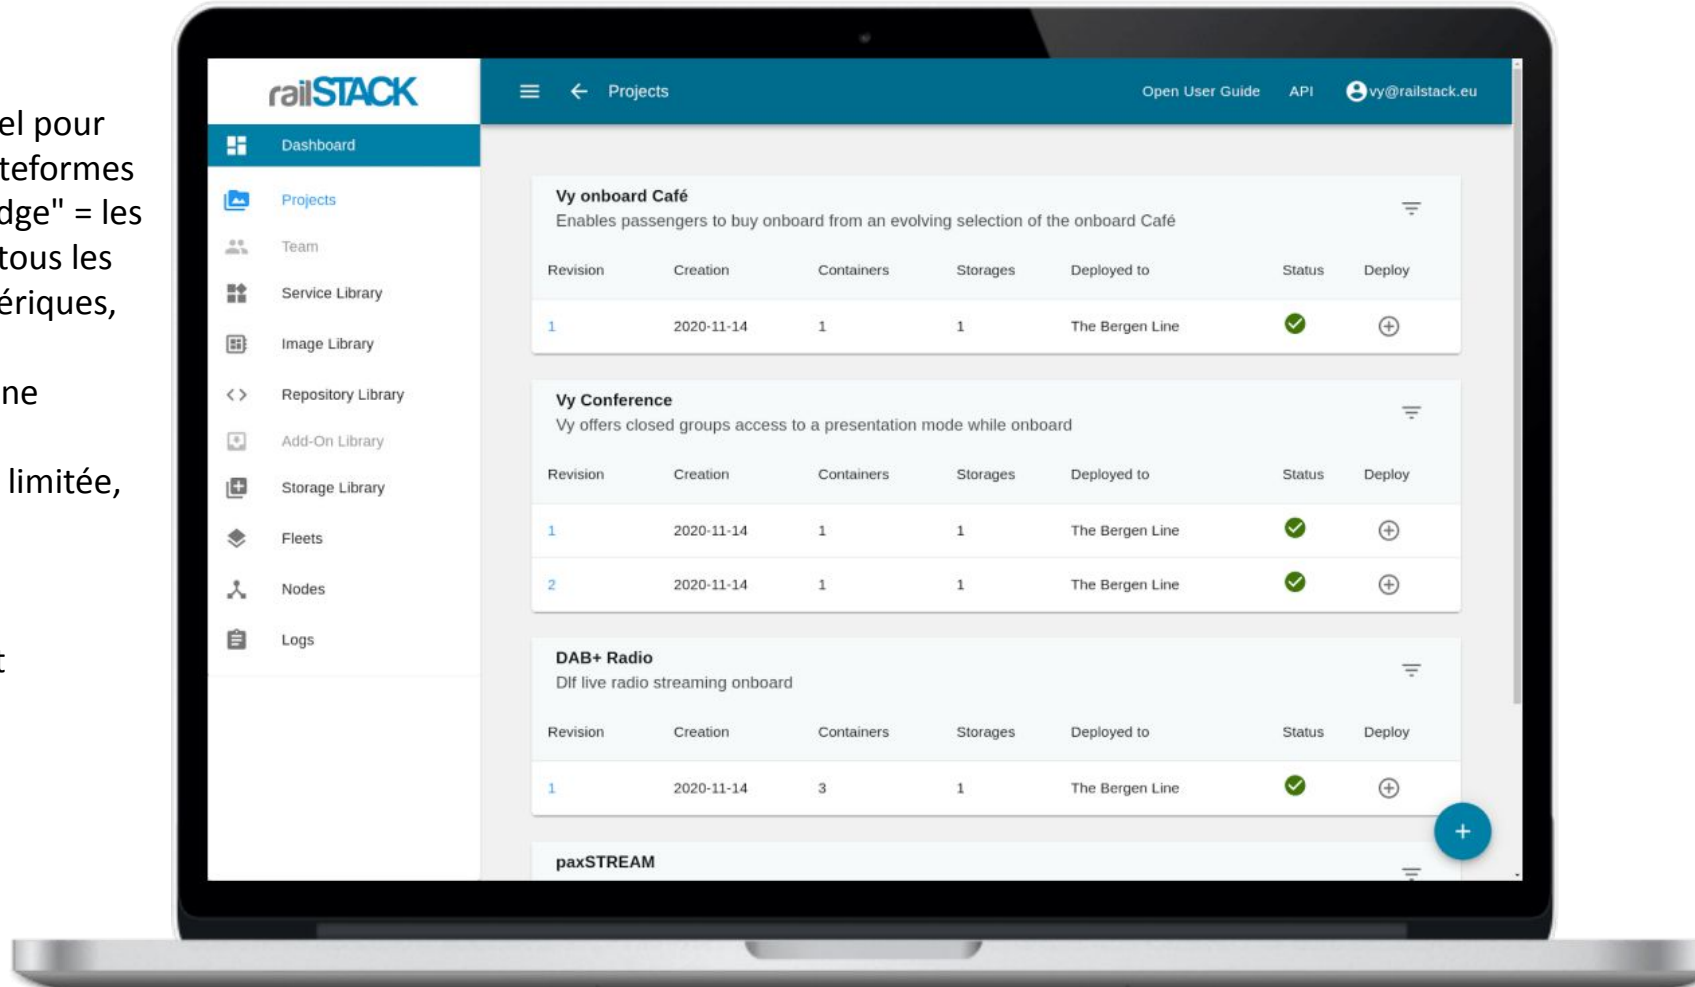 el pour
teformes
dge" = les
tous les
ériques,
ne
limitée,
t
railSTACK
Projects
Open User Guide
API
vy@railstack.eu
Dashboard
Projects
Team
Service Library
Image Library
Repository Library
Add-On Library
Storage Library
Fleets
Nodes
Logs
Vy onboard Café
Enables passengers to buy onboard from an evolving selection of the onboard Café
Revision Creation Containers Storages Deployed to Status Deploy
1 2020-11-14 1 1 The Bergen Line
Vy Conference
Vy offers closed groups access to a presentation mode while onboard
Revision Creation Containers Storages Deployed to Status Deploy
1 2020-11-14 1 1 The Bergen Line
2 2020-11-14 1 1 The Bergen Line
DAB+ Radio
Dlf live radio streaming onboard
Revision Creation Containers Storages Deployed to Status Deploy
1 2020-11-14 3 1 The Bergen Line
paxSTREAM